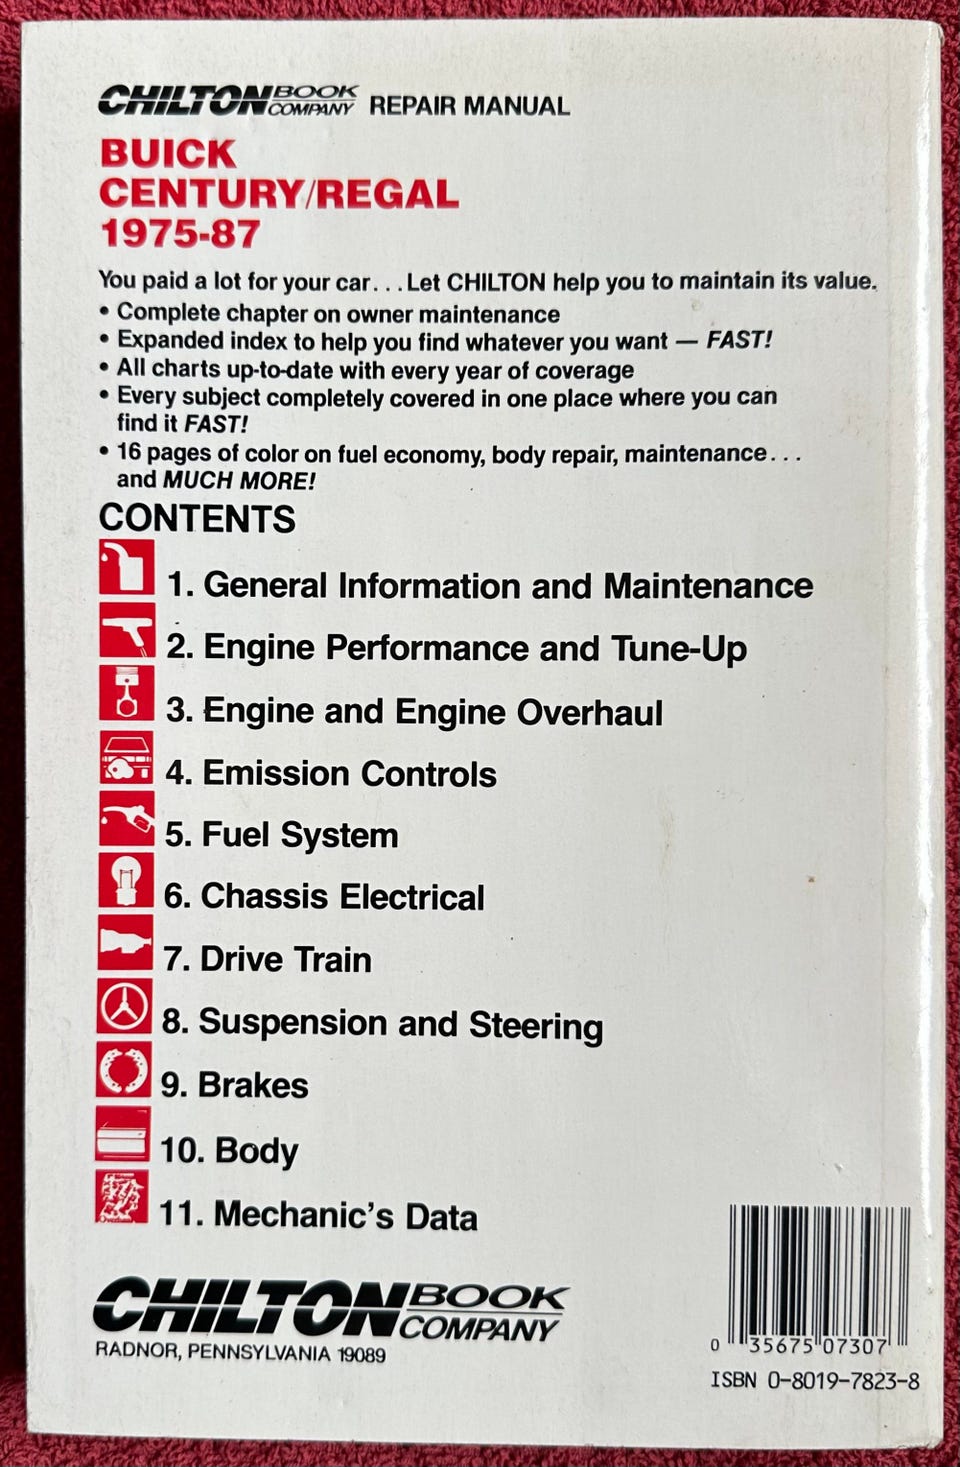 CHILTON BOOK COMPANY REPAIR MANUAL
BUICK
CENTURY/REGAL
1975-87
You paid a lot for your car...Let CHILTON help you to maintain its value.
• Complete chapter on owner maintenance
• Expanded index to help you find whatever you want — FAST!
• All charts up-to-date with every year of coverage
• Every subject completely covered in one place where you can
find it FAST!
• 16 pages of color on fuel economy, body repair, maintenance...
and MUCH MORE!
CONTENTS
1. General Information and Maintenance
2. Engine Performance and Tune-Up
3. Engine and Engine Overhaul
4. Emission Controls
5. Fuel System
6. Chassis Electrical
7. Drive Train
8. Suspension and Steering
9. Brakes
10. Body
11. Mechanic's Data
CHILTON BOOK COMPANY
RADNOR, PENNSYLVANIA 19089
0 35675 07307
ISBN 0-8019-7823-8